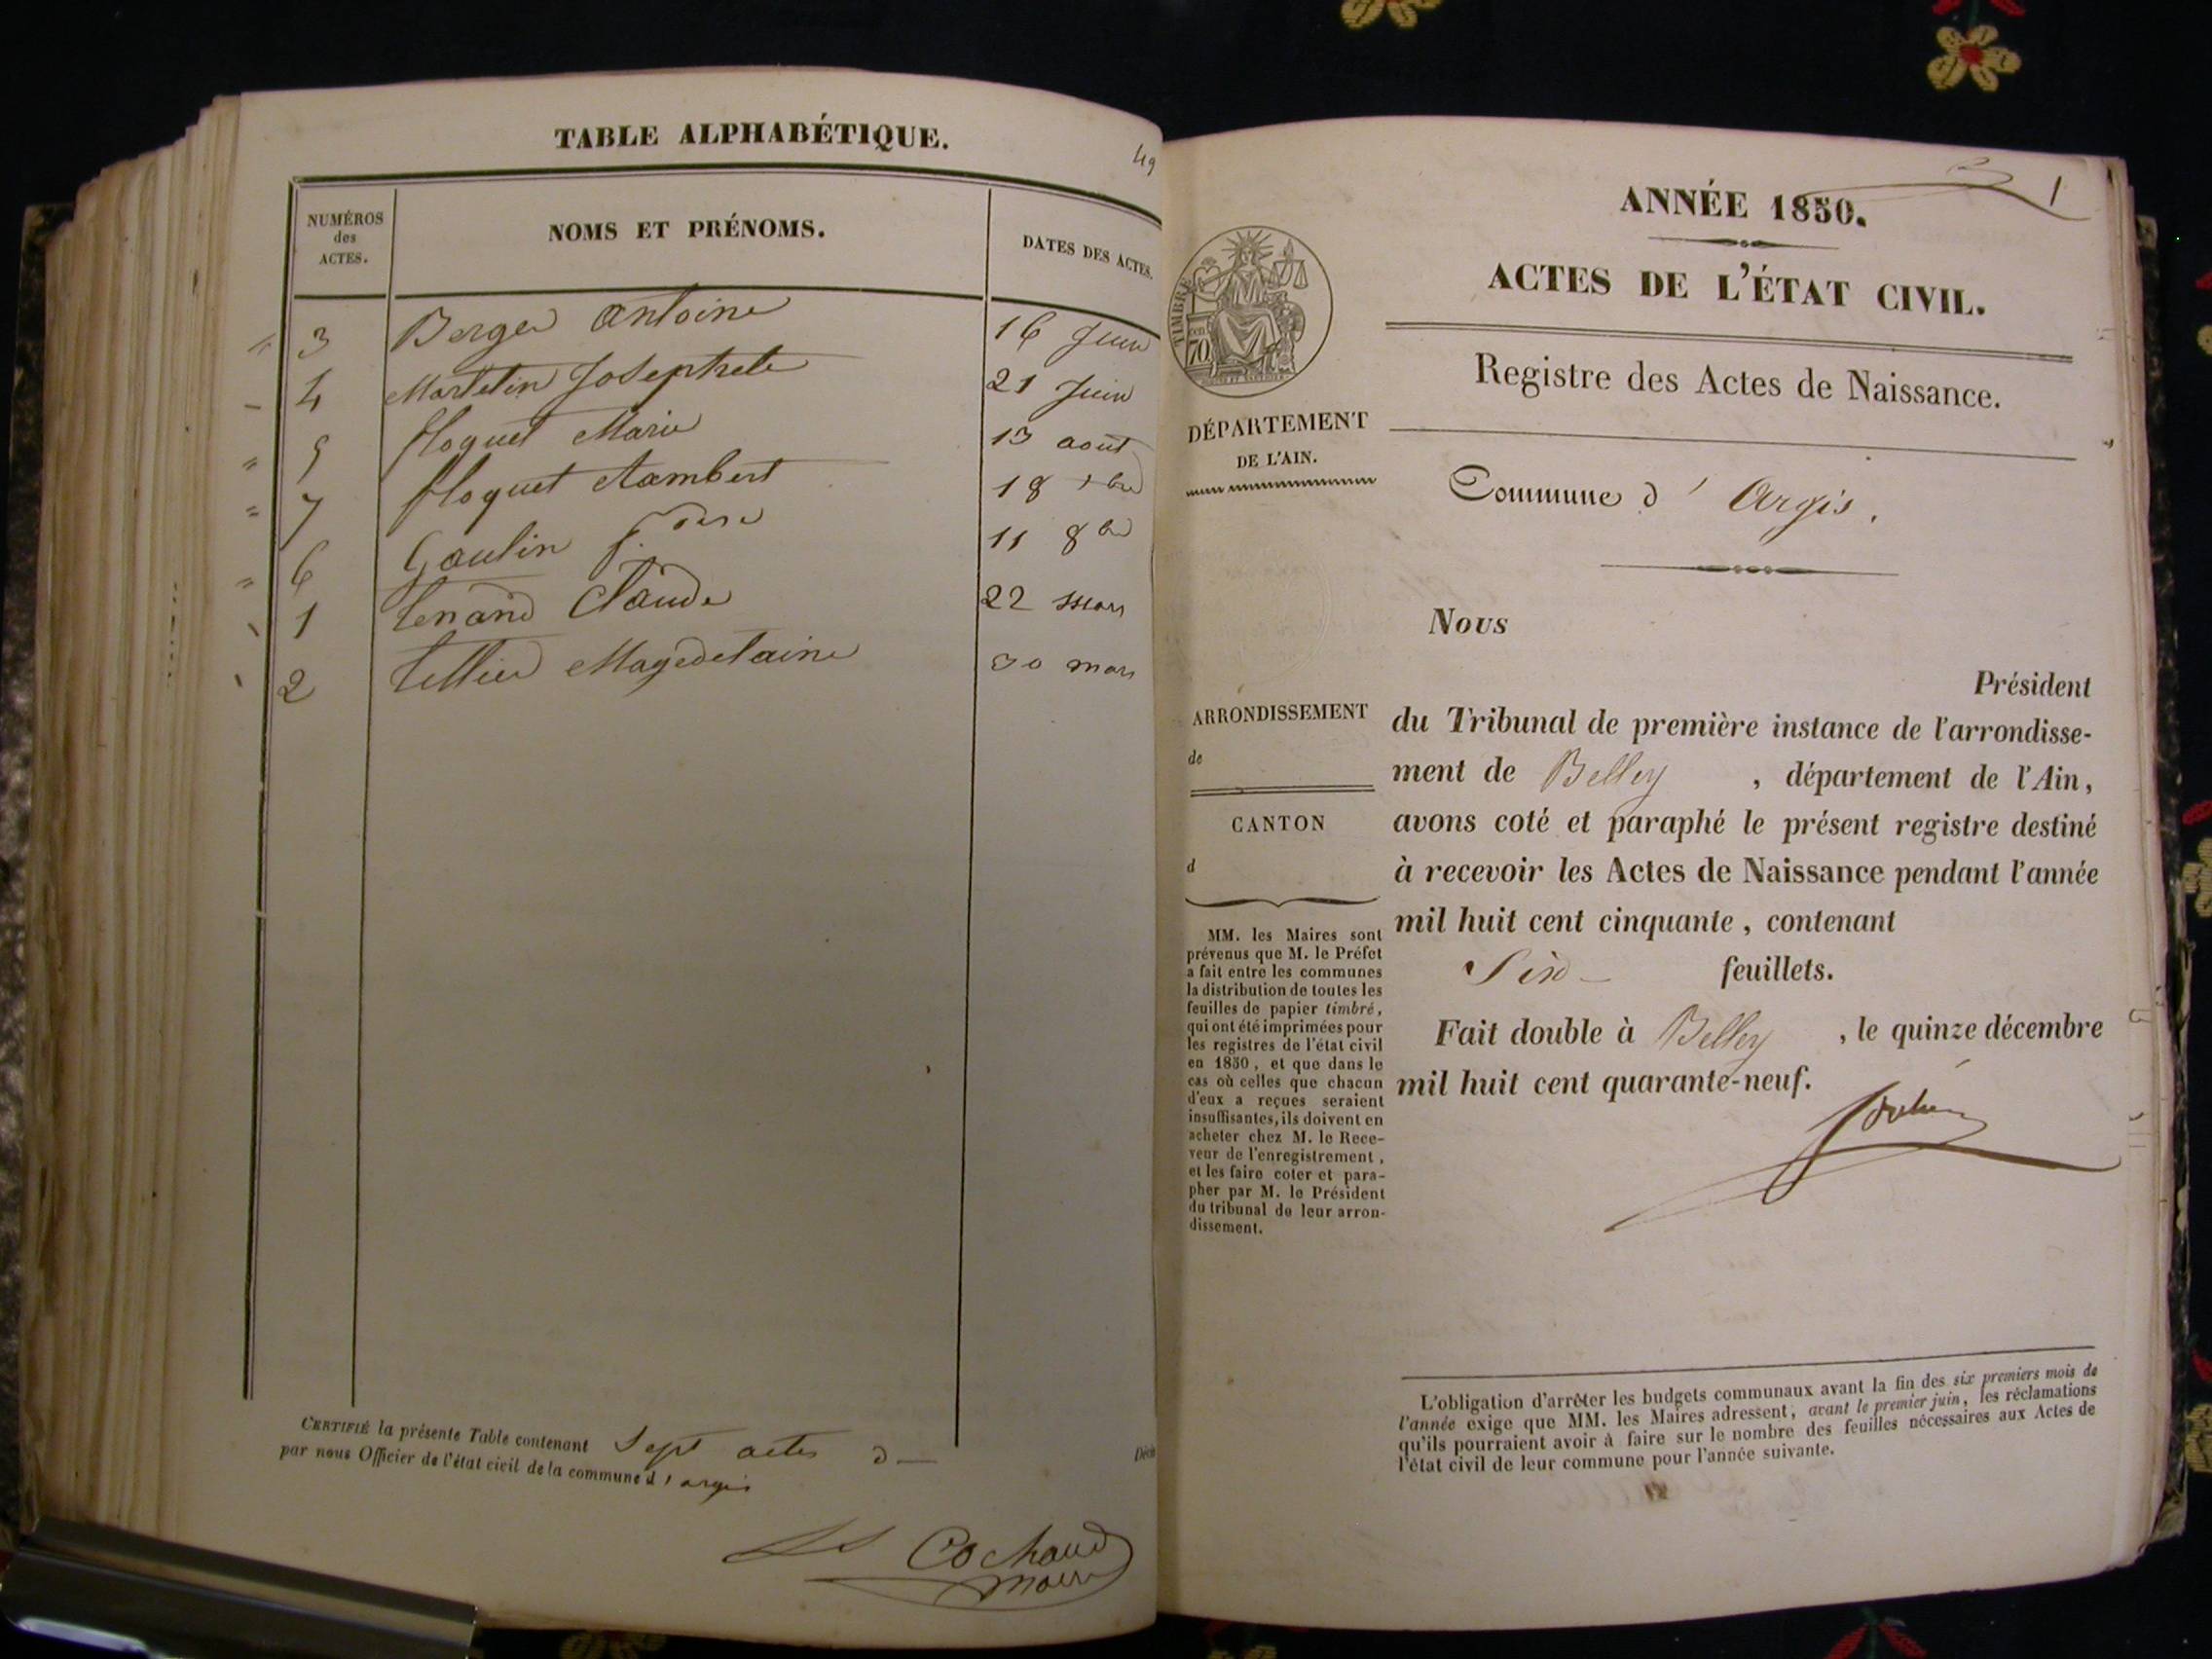 TABLE ALPHABÉTIQUE.
49
NUMÉROS
des
ACTES.
NOMS ET PRÉNOMS.
DATES DES ACTES.
3 Berger Antoine 16 Juin
4 Martelin Josephete 21 Juin
5 floquet Marie 13 aout
7 floquet Rambert 18
6 Gaulin 11 8bre
1 tenand Claude 22 mars
2 tellier Magedelaine 30 mars
CERTIFIÉ la présente Table contenant Sept actes
par nous Officier de l'état civil de la commune d'argis
Cochaud
maire
1
ANNÉE 1850.
ACTES DE L'ÉTAT CIVIL.
Registre des Actes de Naissance.
TIMBRE
70
DÉPARTEMENT
DE L'AIN.
Commune d' Argis.
Nous
Président
du Tribunal de première instance de l'arrondisse-
ment de Belley , département de l'Ain,
avons coté et paraphé le présent registre destiné
à recevoir les Actes de Naissance pendant l'année
mil huit cent cinquante, contenant
Six feuillets.
Fait double à Belley , le quinze décembre
mil huit cent quarante-neuf.
ARRONDISSEMENT
de
CANTON
d
MM. les Maires sont
prévenus que M. le Préfet
a fait entre les communes
la distribution de toutes les
feuilles de papier timbré,
qui ont été imprimées pour
les registres de l'état civil
en 1850, et que dans le
cas où celles que chacun
d'eux a reçues seraient
insuffisantes, ils doivent en
acheter chez M. le Rece-
veur de l'enregistrement,
et les faire coter et para-
pher par M. le Président
du tribunal de leur arron-
dissement.
L'obligation d'arrêter les budgets communaux avant la fin des six premiers mois de
l'année exige que MM. les Maires adressent, avant le premier juin, les réclamations
qu'ils pourraient avoir à faire sur le nombre des feuilles nécessaires aux Actes de
l'état civil de leur commune pour l'année suivante.